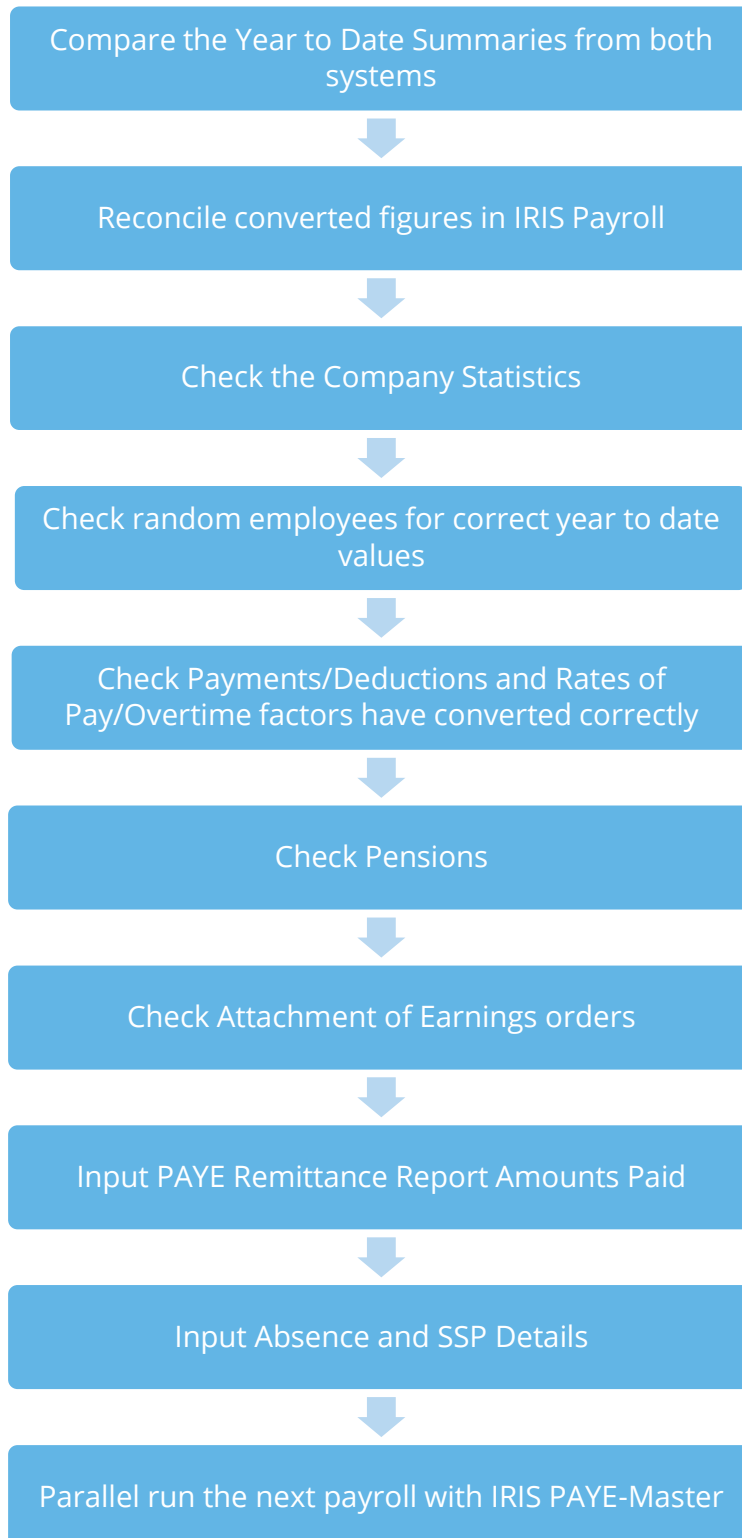 Compare the Year to Date Summaries from both
systems
Reconcile converted figures in IRIS Payroll
Check the Company Statistics
Check random employees for correct year to date
values
Check Payments/Deductions and Rates of
Pay/Overtime factors have converted correctly
Check Pensions
Check Attachment of Earnings orders
Input PAYE Remittance Report Amounts Paid
Input Absence and SSP Details
Parallel run the next payroll with IRIS PAYE-Master